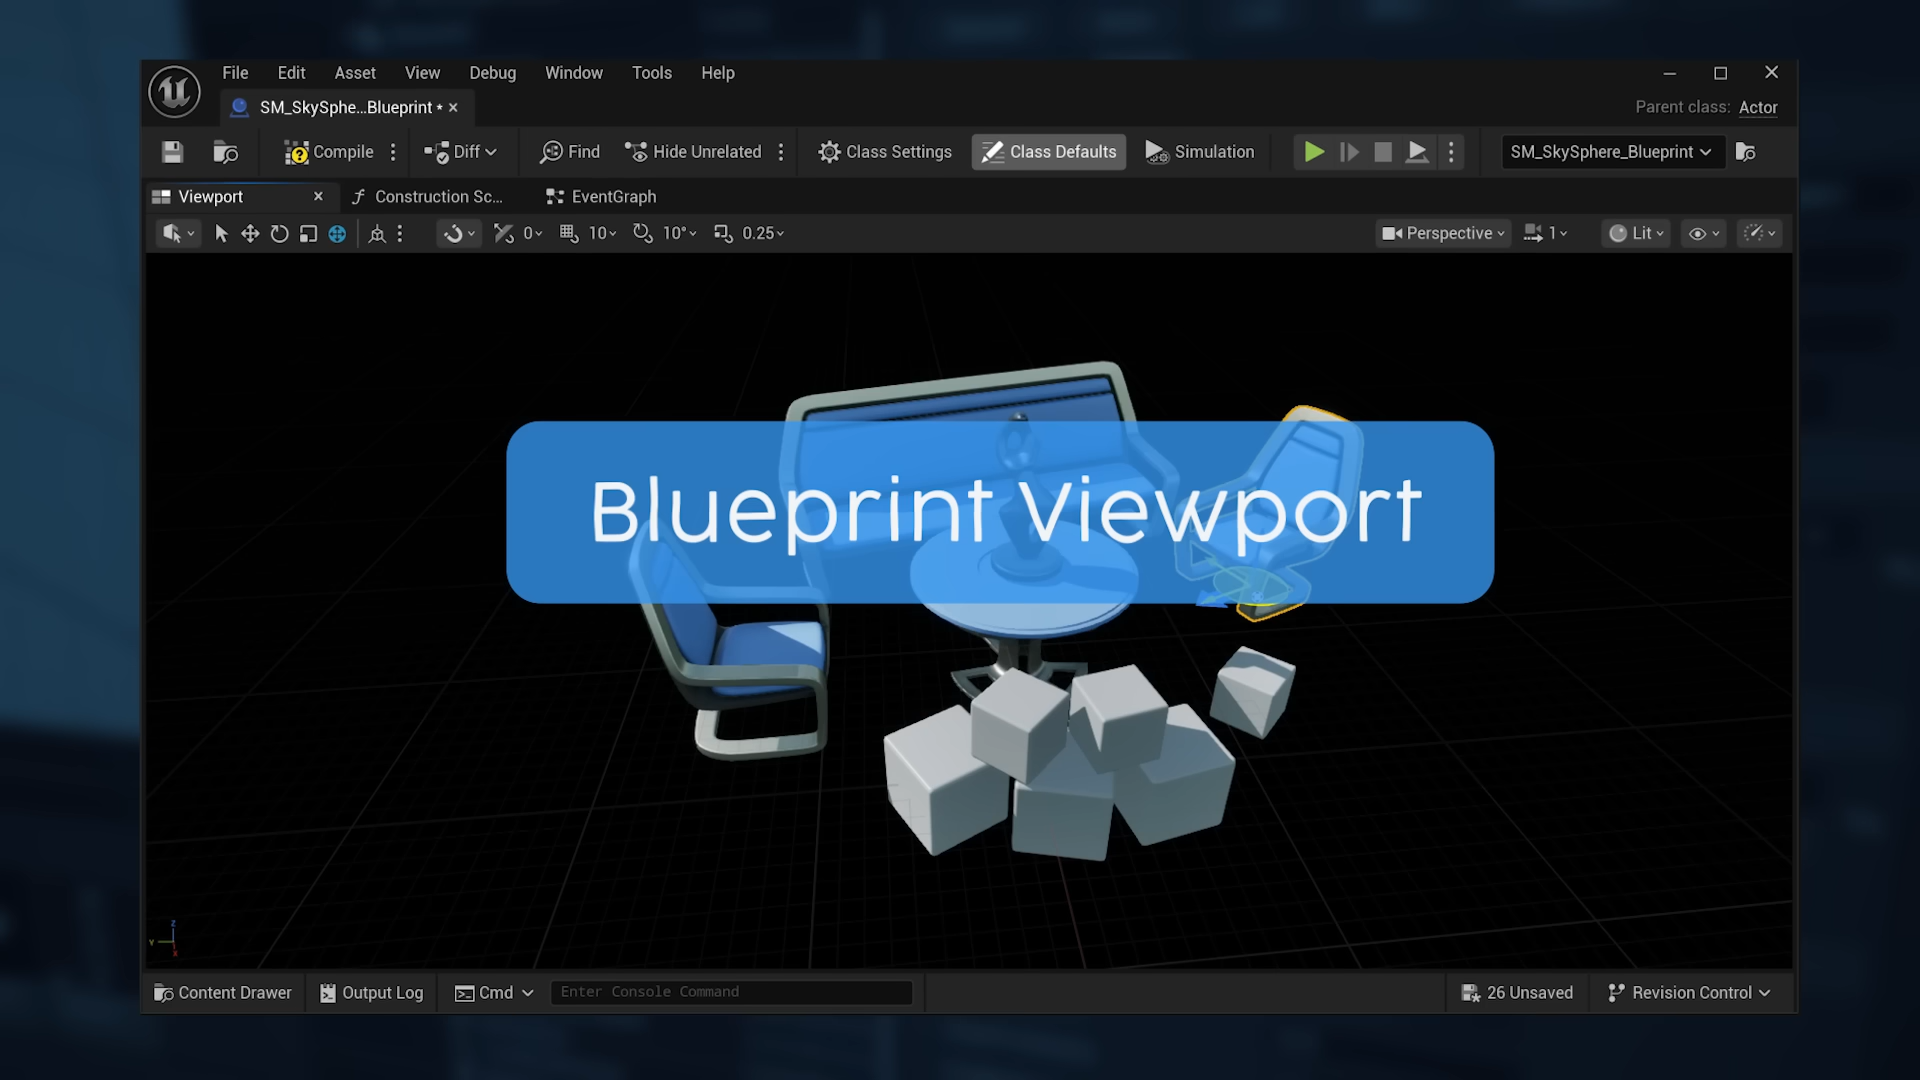 File Edit Asset View Debug Window Tools Help
SM_SkySphe...Blueprint •
Parent class: Actor
Compile Diff Find Hide Unrelated Class Settings Class Defaults Simulation SM_SkySphere_Blueprint
Viewport Construction Sc... EventGraph
0 10 10° 0.25 Perspective 1 Lit
Blueprint Viewport
Z
Y
X
Content Drawer Output Log Cmd Enter Console Command 26 Unsaved Revision Control